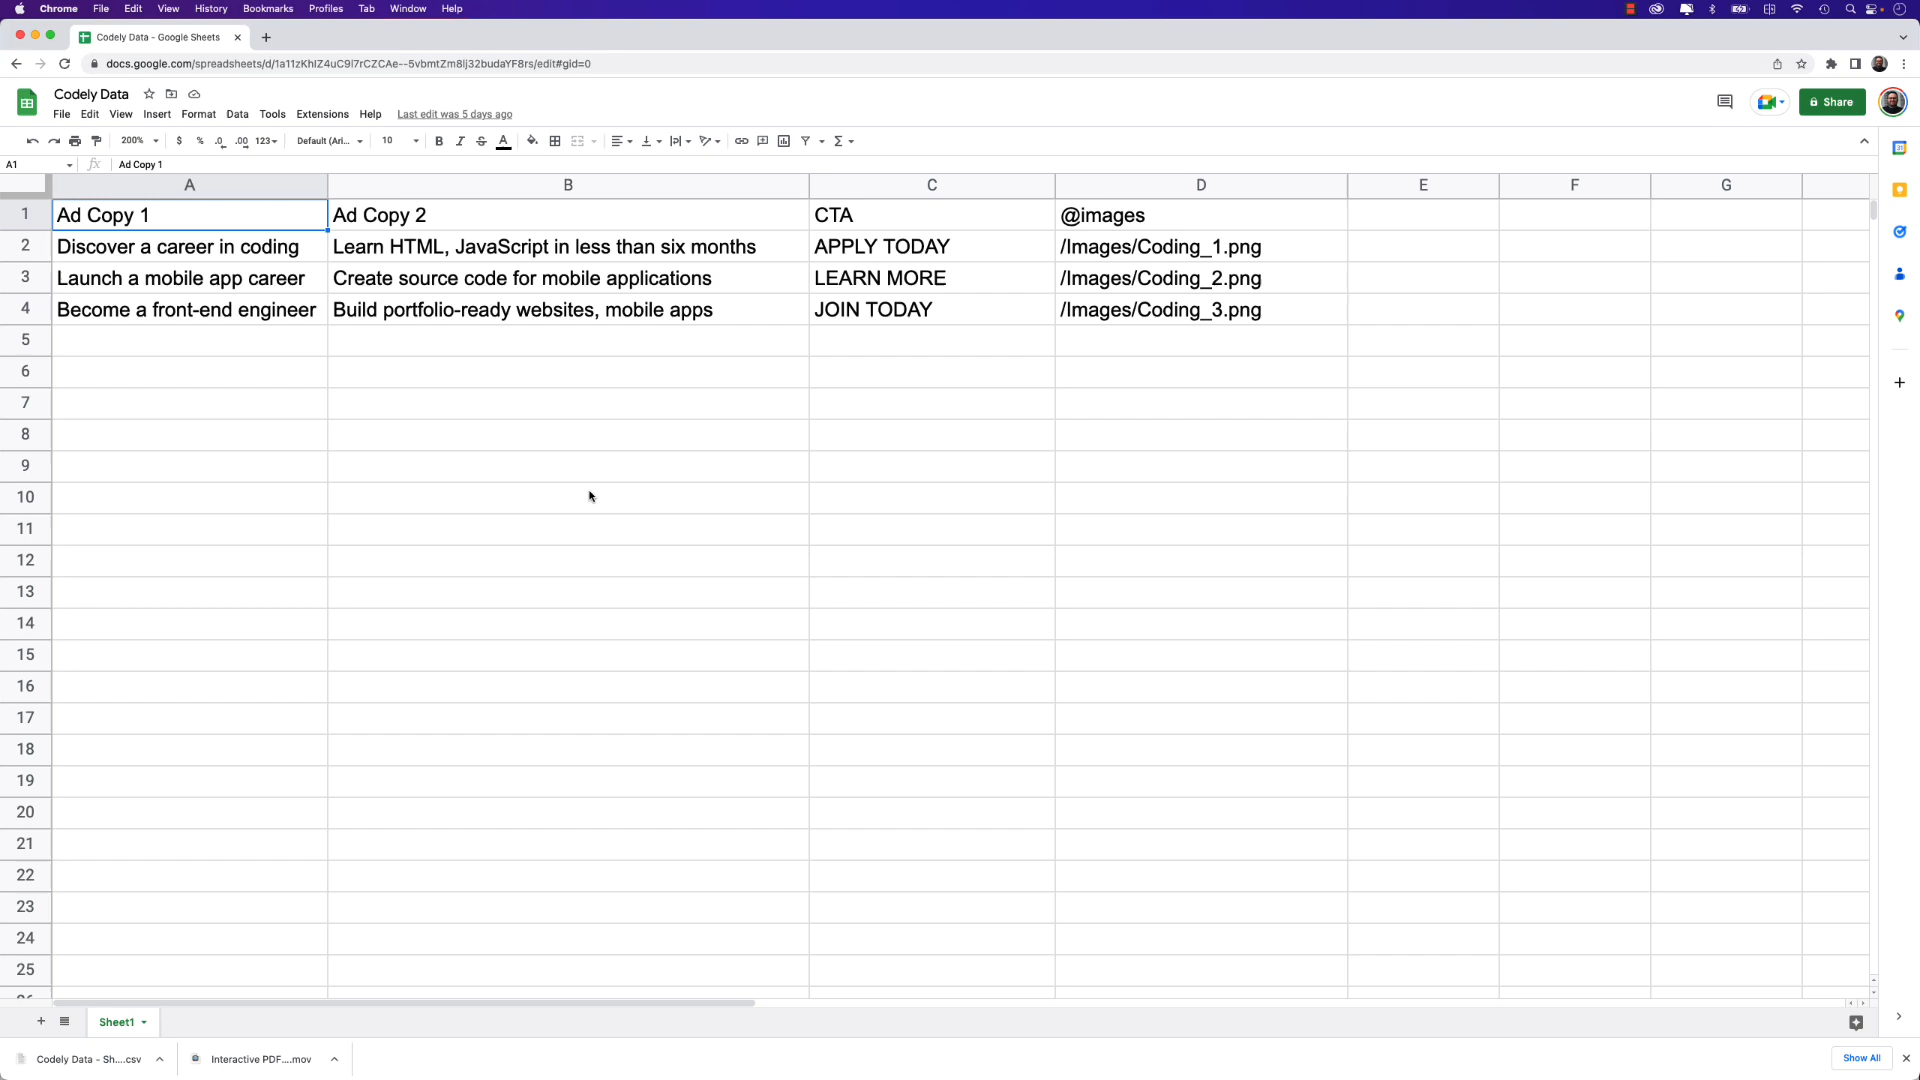 Chrome File Edit View History Bookmarks Profiles Tab Window Help
Codely Data - Google Sheets
docs.google.com/spreadsheets/d/1a11zKhIZ4uC9l7rCZCAe--5vbmtZm8lj32budaYF8rs/edit#gid=0
Codely Data
File Edit View Insert Format Data Tools Extensions Help Last edit was 5 days ago
Share
200% $ % .0 .00 123 Default (Ari... 10 B I S A
A1 fx Ad Copy 1
A B C D E F G
1 Ad Copy 1 Ad Copy 2 CTA @images
2 Discover a career in coding Learn HTML, JavaScript in less than six months APPLY TODAY /Images/Coding_1.png
3 Launch a mobile app career Create source code for mobile applications LEARN MORE /Images/Coding_2.png
4 Become a front-end engineer Build portfolio-ready websites, mobile apps JOIN TODAY /Images/Coding_3.png
5
6
7
8
9
10
11
12
13
14
15
16
17
18
19
20
21
22
23
24
25
26
Sheet1
Codely Data - Sh....csv Interactive PDF....mov Show All